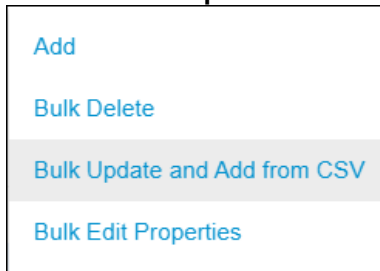 Add
Bulk Delete
Bulk Update and Add from CSV
Bulk Edit Properties